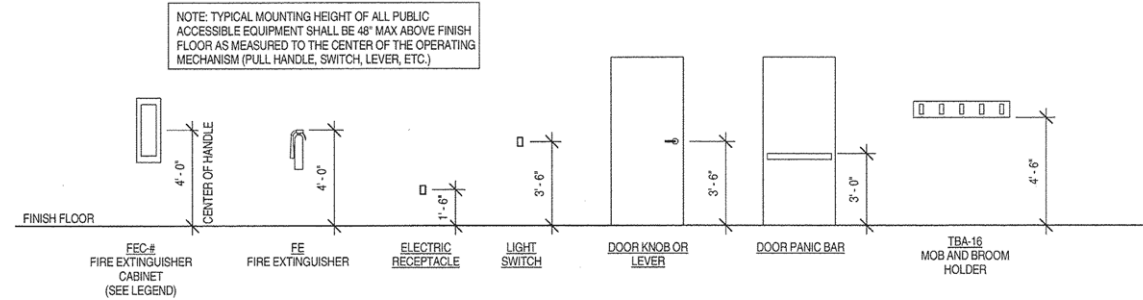 NOTE: TYPICAL MOUNTING HEIGHT OF ALL PUBLIC
ACCESSIBLE EQUIPMENT SHALL BE 48" MAX ABOVE FINISH
FLOOR AS MEASURED TO THE CENTER OF THE OPERATING
MECHANISM (PULL HANDLE, SWITCH, LEVER, ETC.)
4' - 0"
CENTER OF HANDLE
4' - 0"
1' - 6"
3' - 6"
3' - 6"
3' - 0"
4' - 6"
FINISH FLOOR
FEC-#
FIRE EXTINGUISHER
CABINET
(SEE LEGEND)
FE
FIRE EXTINGUISHER
ELECTRIC
RECEPTACLE
LIGHT
SWITCH
DOOR KNOB OR
LEVER
DOOR PANIC BAR
TBA-16
MOB AND BROOM
HOLDER